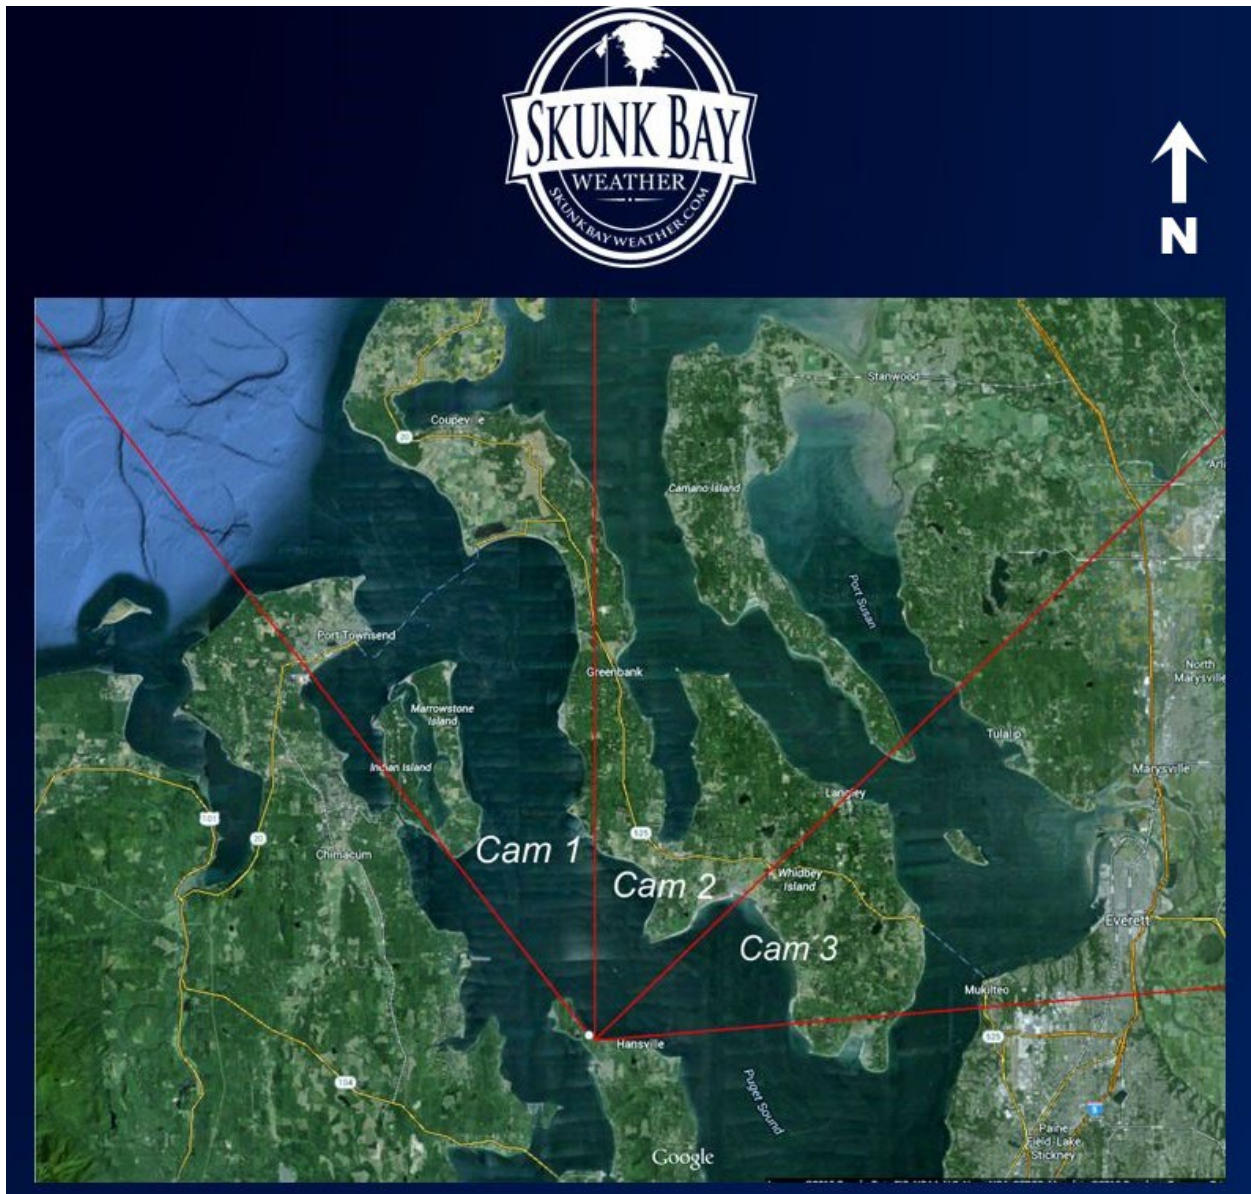 SKUNK BAY
WEATHER
SKUNKBAYWEATHER.COM
N
Stanwood
Coupeville
20
Camano Island
Port Susan
Port Townsend
Greenbank
North
Marysville
Marrowstone
Island
Tulalip
Indian Island
Marysville
Langley
101
20
525
Chimacum
Cam 1
Cam 2
Whidbey
Island
Everett
Cam 3
Mukilteo
525
Hansville
104
Puget Sound
5
Paine
Field-Lake
Stickney
Google